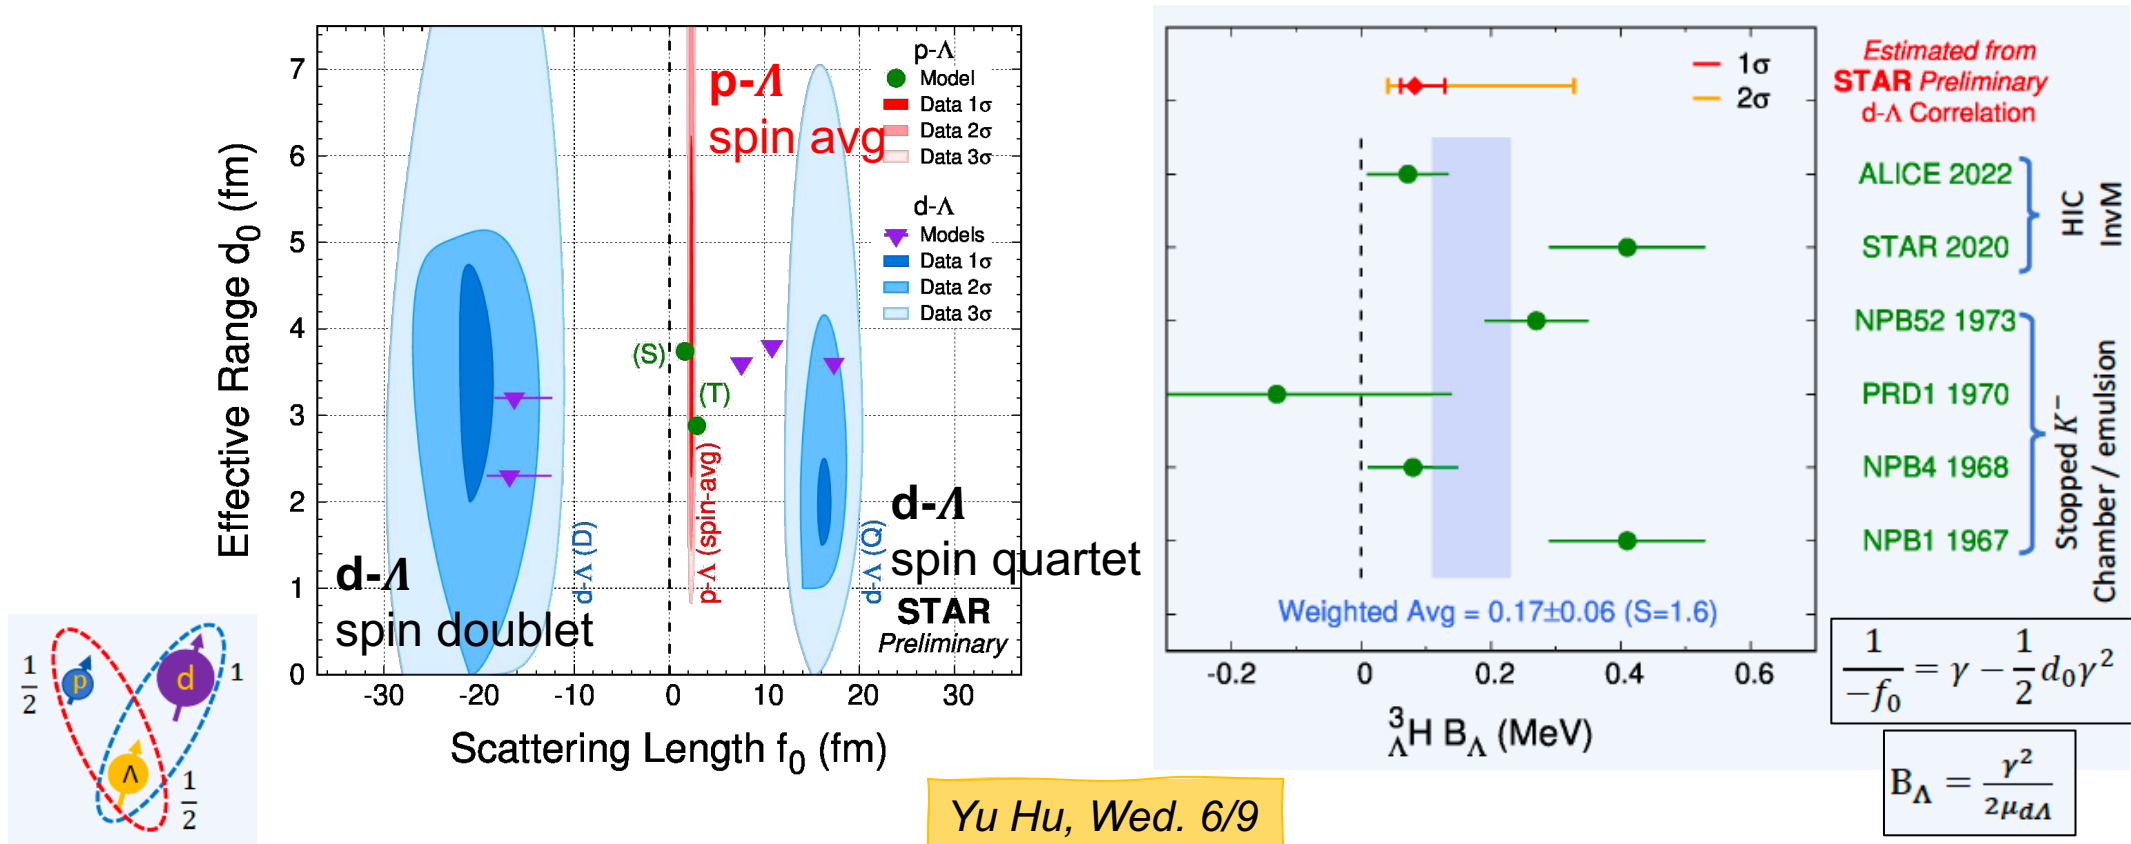 7
6
5
4
3
2
1
0
Effective Range d₀ (fm)
-30
-20
-10
0
10
20
30
Scattering Length f₀ (fm)
p-Λ
spin avg
p-Λ
Model
Data 1σ
Data 2σ
Data 3σ
d-Λ
Models
Data 1σ
Data 2σ
Data 3σ
(S)
(T)
d-Λ (D)
p-Λ (spin-avg)
d-Λ (Q)
d-Λ
spin doublet
d-Λ
spin quartet
STAR
Preliminary
1/2
p
d
1
Λ
1/2
1σ
2σ
Estimated from
STAR Preliminary
d-Λ Correlation
ALICE 2022
STAR 2020
HIC
InvM
NPB52 1973
PRD1 1970
NPB4 1968
NPB1 1967
Stopped K⁻
Chamber / emulsion
Weighted Avg = 0.17±0.06 (S=1.6)
-0.2
0
0.2
0.4
0.6
³ΛH BΛ (MeV)
1/-f₀ = γ - 1/2 d₀γ²
BΛ = γ²/2μdΛ
Yu Hu, Wed. 6/9